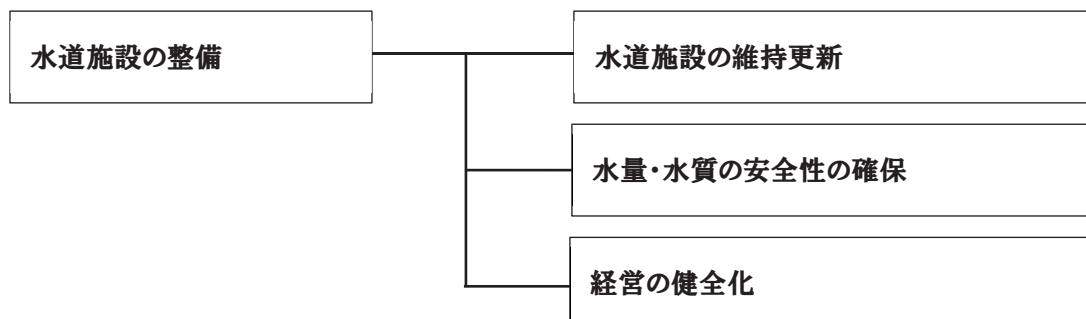 水道施設の整備
水道施設の維持更新
水量・水質の安全性の確保
経営の健全化